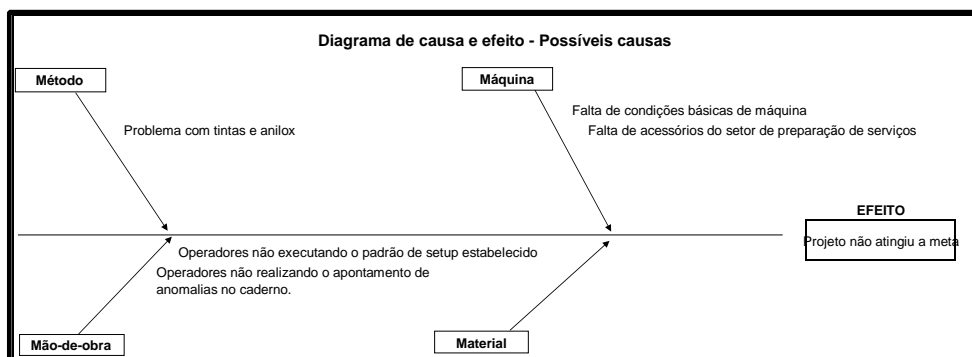 Diagrama de causa e efeito - Possíveis causas
Método
Máquina
Problema com tintas e anilox
Falta de condições básicas de máquina
Falta de acessórios do setor de preparação de serviços
EFEITO
Projeto não atingiu a meta
Operadores não executando o padrão de setup estabelecido
Operadores não realizando o apontamento de
anomalias no caderno.
Mão-de-obra
Material